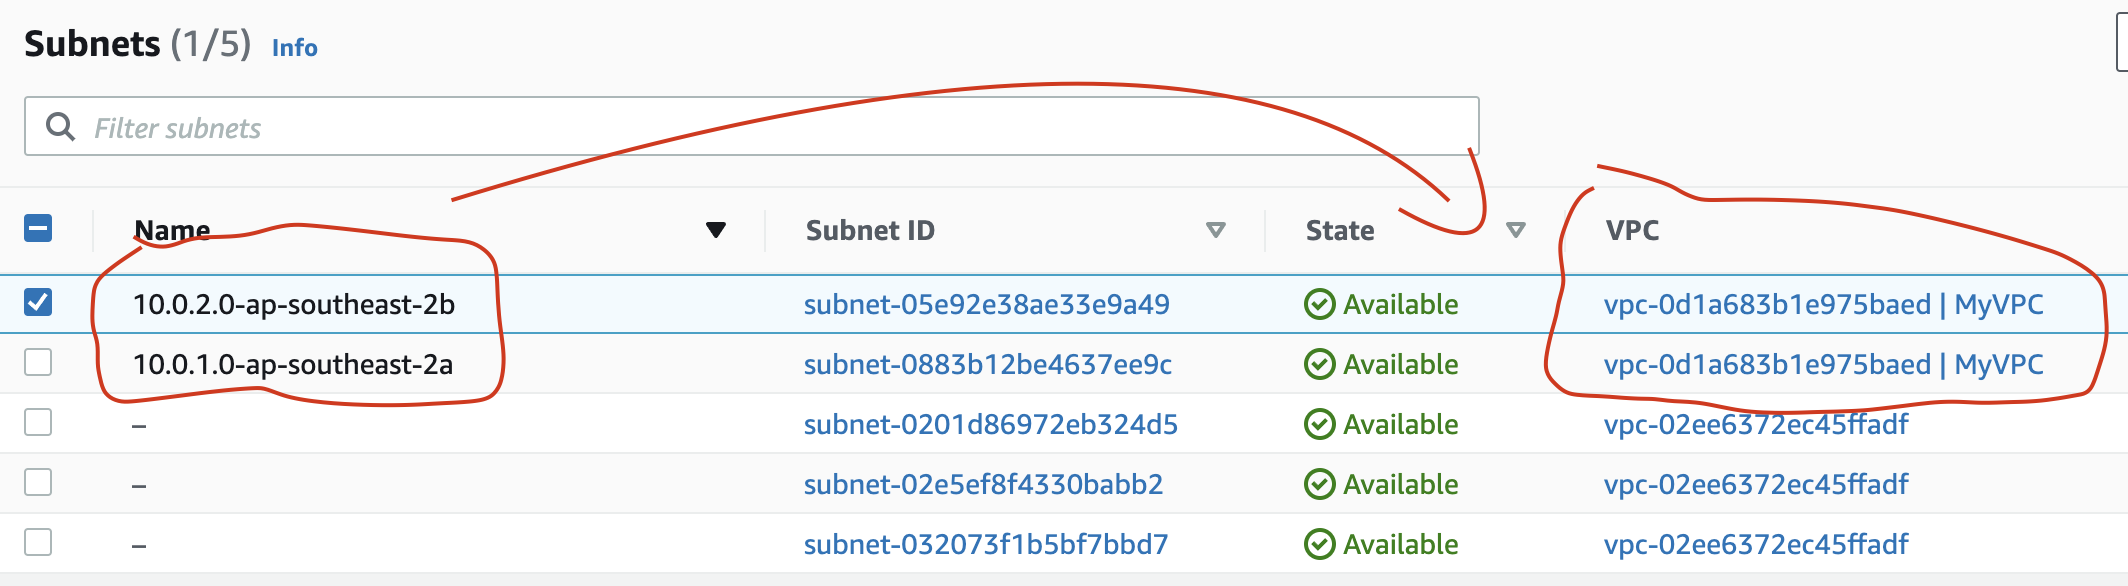 Subnets (1/5) Info
Filter subnets
Name Subnet ID State VPC
10.0.2.0-ap-southeast-2b subnet-05e92e38ae33e9a49 Available vpc-0d1a683b1e975baed | MyVPC
10.0.1.0-ap-southeast-2a subnet-0883b12be4637ee9c Available vpc-0d1a683b1e975baed | MyVPC
– subnet-0201d86972eb324d5 Available vpc-02ee6372ec45ffadf
– subnet-02e5ef8f4330babb2 Available vpc-02ee6372ec45ffadf
– subnet-032073f1b5bf7bbd7 Available vpc-02ee6372ec45ffadf